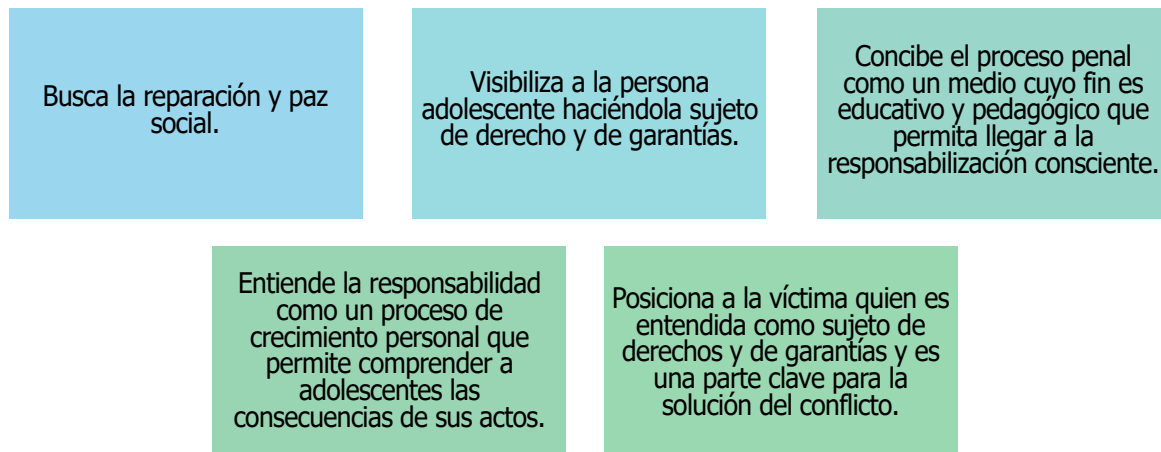 Busca la reparación y paz
social.
Visibiliza a la persona
adolescente haciéndola sujeto
de derecho y de garantías.
Concibe el proceso penal
como un medio cuyo fin es
educativo y pedagógico que
permita llegar a la
responsabilización consciente.
Entiende la responsabilidad
como un proceso de
crecimiento personal que
permite comprender a
adolescentes las
consecuencias de sus actos.
Posiciona a la víctima quien es
entendida como sujeto de
derechos y de garantías y es
una parte clave para la
solución del conflicto.